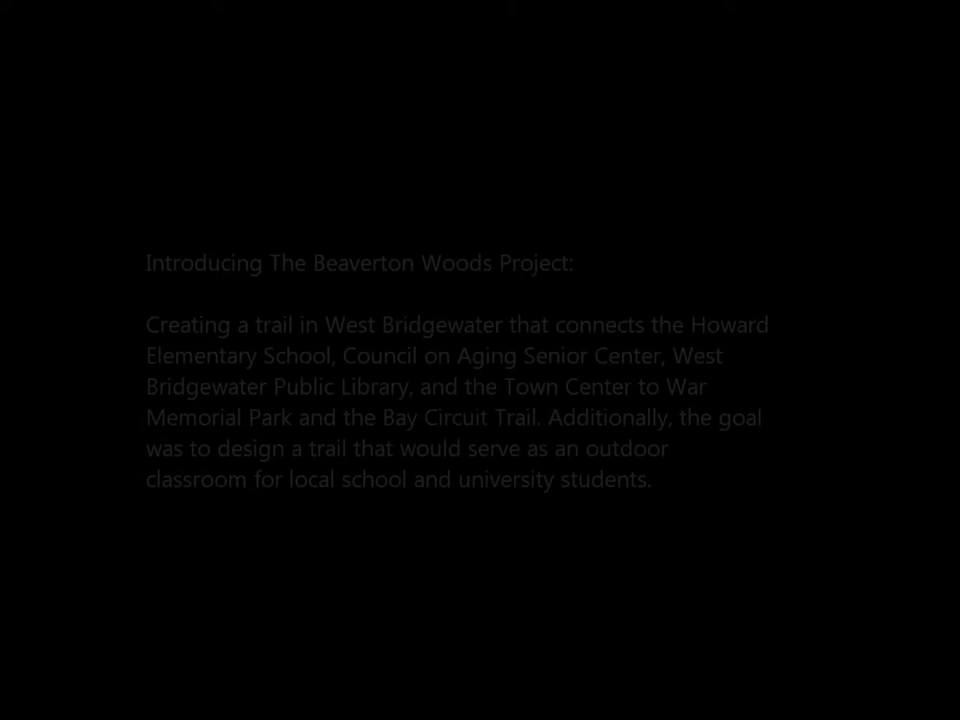 Introducing The Beaverton Woods Project:
Creating a trail in West Bridgewater that connects the Howard
Elementary School, Council on Aging Senior Center, West
Bridgewater Public Library, and the Town Center to War
Memorial Park and the Bay Circuit Trail. Additionally, the goal
was to design a trail that would serve as an outdoor
classroom for local school and university students.